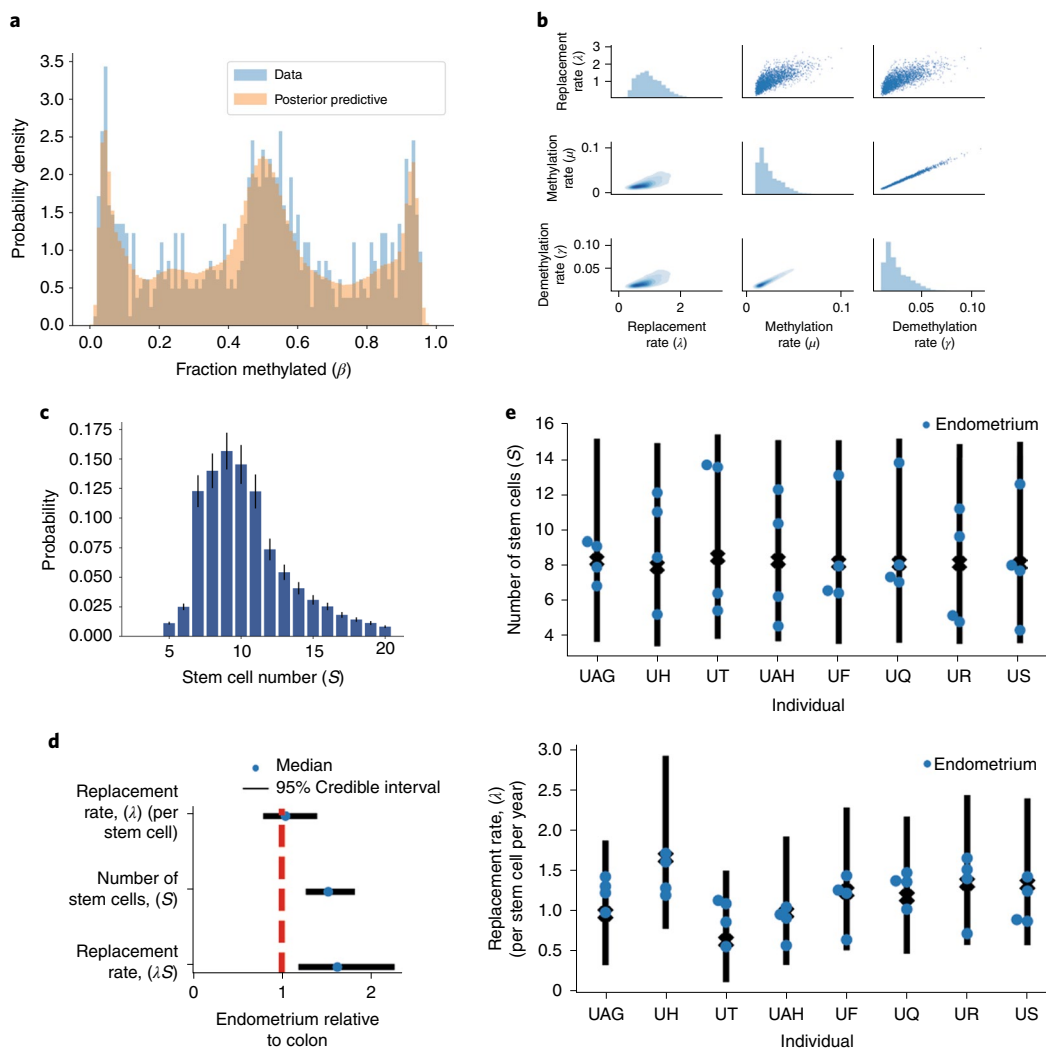 a
3.5
3.0
2.5
2.0
1.5
1.0
0.5
0.0
Probability density
Data
Posterior predictive
0.0 0.2 0.4 0.6 0.8 1.0
Fraction methylated (β)
b
Replacement
rate (λ)
3
2
1
Methylation
rate (μ)
0.1
0
Demethylation
rate (γ)
0.10
0.05
0 2
Replacement
rate (λ)
0 0.1
Methylation
rate (μ)
0.05 0.10
Demethylation
rate (γ)
c
0.175
0.150
0.125
0.100
0.075
0.050
0.025
0.000
Probability
5 10 15 20
Stem cell number (S)
d
Median
95% Credible interval
Replacement
rate, (λ) (per
stem cell)
Number of
stem cells, (S)
Replacement
rate, (λS)
0 1 2
Endometrium relative
to colon
e
16
14
12
10
8
6
4
Number of stem cells (S)
Endometrium
UAG UH UT UAH UF UQ UR US
Individual
3.0
2.5
2.0
1.5
1.0
0.5
0
Replacement rate, (λ)
(per stem cell per year)
Endometrium
UAG UH UT UAH UF UQ UR US
Individual